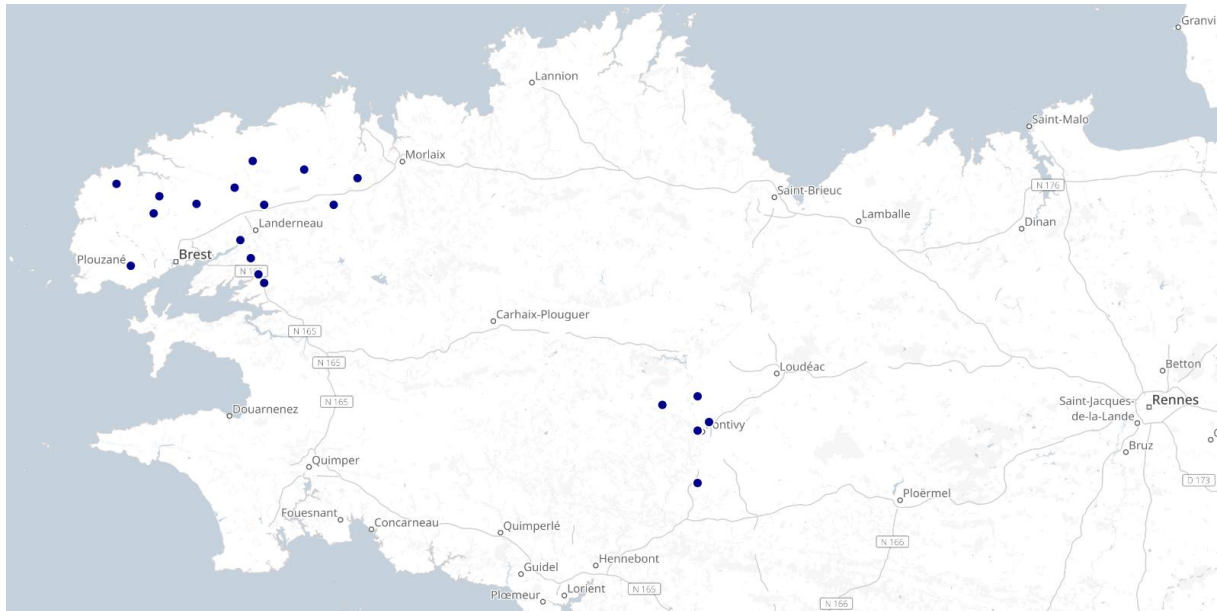 Granvi
Lannion
Saint-Malo
Morlaix
N 176
Saint-Brieuc
Lamballe
Dinan
Landerneau
Plouzané
Brest
Carhaix-Plouguer
N 165
N 165
Loudéac
Betton
N 165
Saint-Jacques-
de-la-Lande
Rennes
Douarnenez
ontivy
Bruz
Quimper
D 173
Ploërmel
Fouesnant
Concarneau
Quimperlé
N 166
Hennebont
Guidel
Lorient
N 165
Plœmeur
N 166